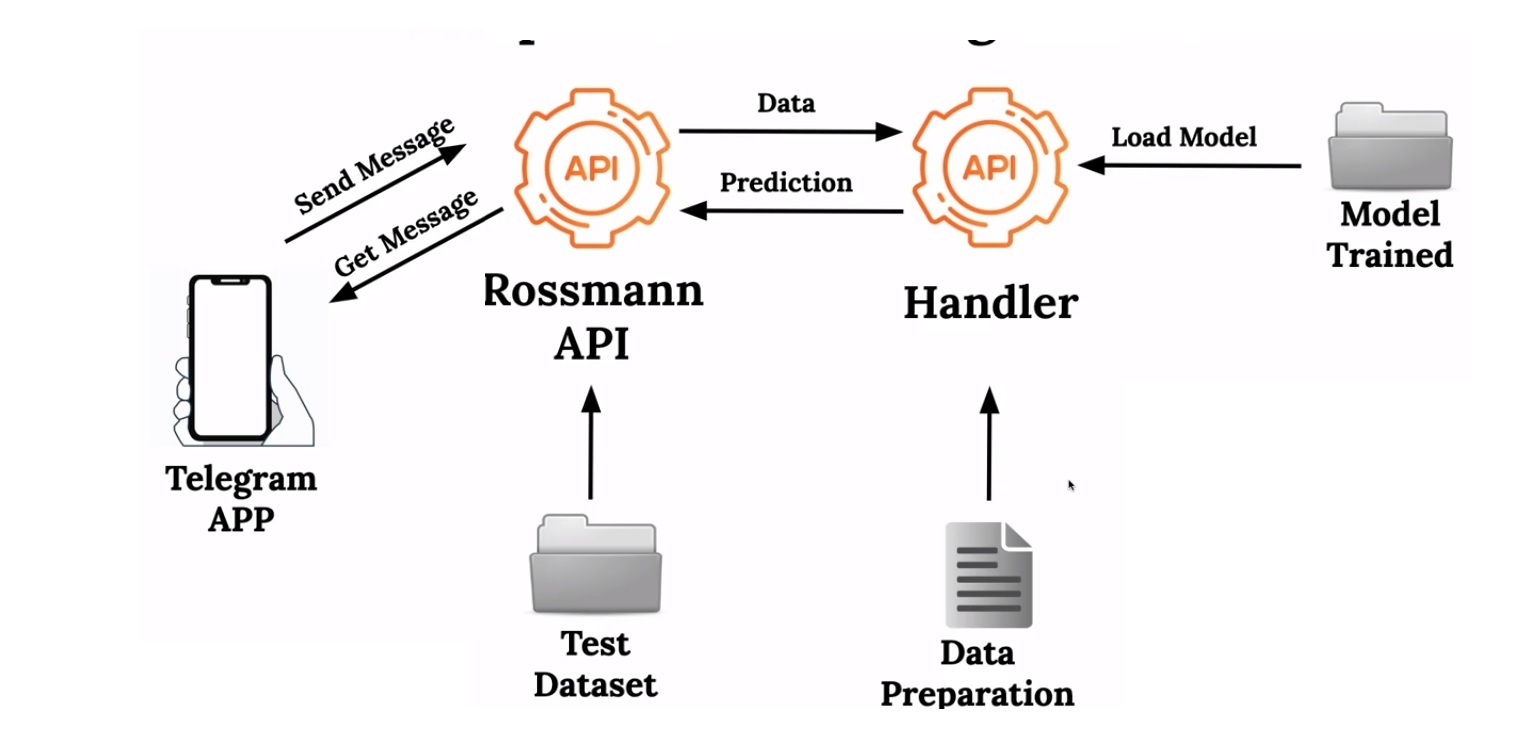 Data
Send Message
API
API
Load Model
Prediction
Get Message
Model
Trained
Rossmann
API
Handler
Telegram
APP
Test
Dataset
Data
Preparation